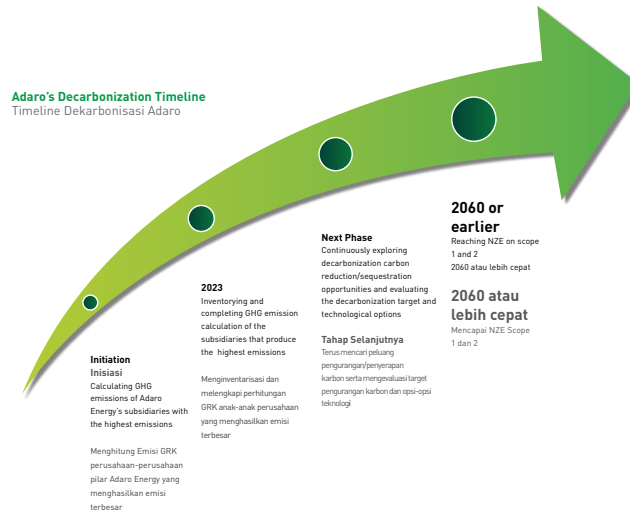 Adaro's Decarbonization Timeline
Timeline Dekarbonisasi Adaro
Initiation
Inisiasi
Calculating GHG
emissions of Adaro
Energy's subsidiaries with
the highest emissions
Menghitung Emisi GRK
perusahaan-perusahaan
pilar Adaro Energy yang
menghasilkan emisi
terbesar
2023
Inventorying and
completing GHG emission
calculation of the
subsidiaries that produce
the highest emissions
Menginventarisasi dan
melengkapi perhitungan
GRK anak-anak perusahaan
yang menghasilkan emisi
terbesar
Next Phase
Continuously exploring
decarbonization carbon
reduction/sequestration
opportunities and evaluating
the decarbonization target and
technological options
Tahap Selanjutnya
Terus mencari peluang
pengurangan/penyerapan
karbon serta mengevaluasi target
pengurangan karbon dan opsi-opsi
teknologi
2060 or
earlier
Reaching NZE on scope
1 and 2
2060 atau lebih cepat
2060 atau
lebih cepat
Mencapai NZE Scope
1 dan 2